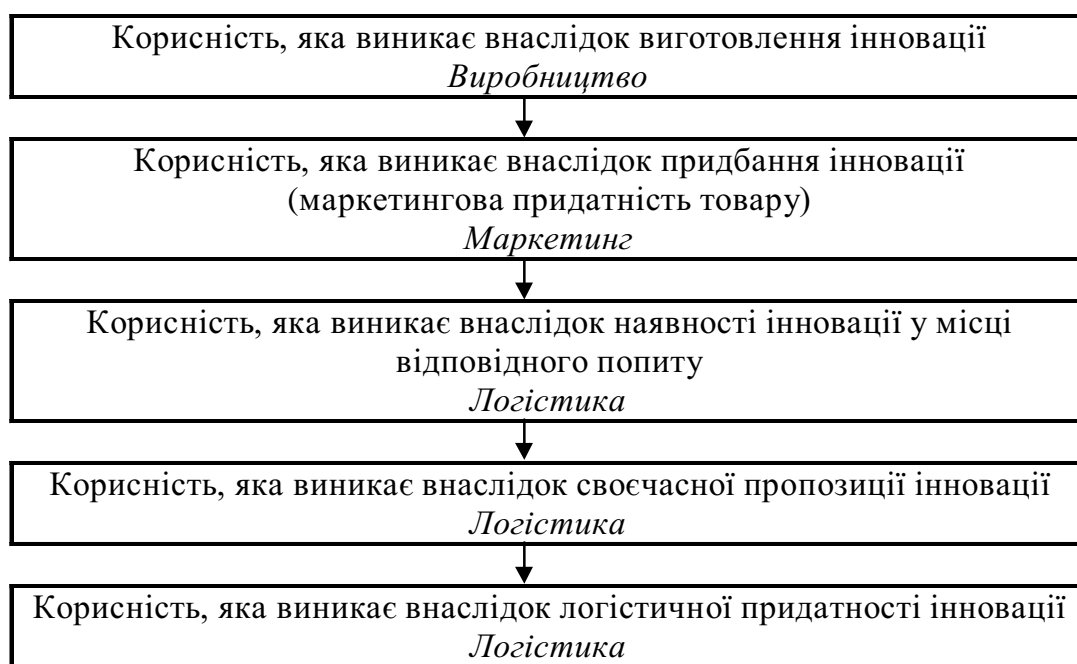 Корисність, яка виникає внаслідок виготовлення інновації
Виробництво
Корисність, яка виникає внаслідок придбання інновації
(маркетингова придатність товару)
Маркетинг
Корисність, яка виникає внаслідок наявності інновації у місці
відповідного попиту
Логістика
Корисність, яка виникає внаслідок своєчасної пропозиції інновації
Логістика
Корисність, яка виникає внаслідок логістичної придатності інновації
Логістика